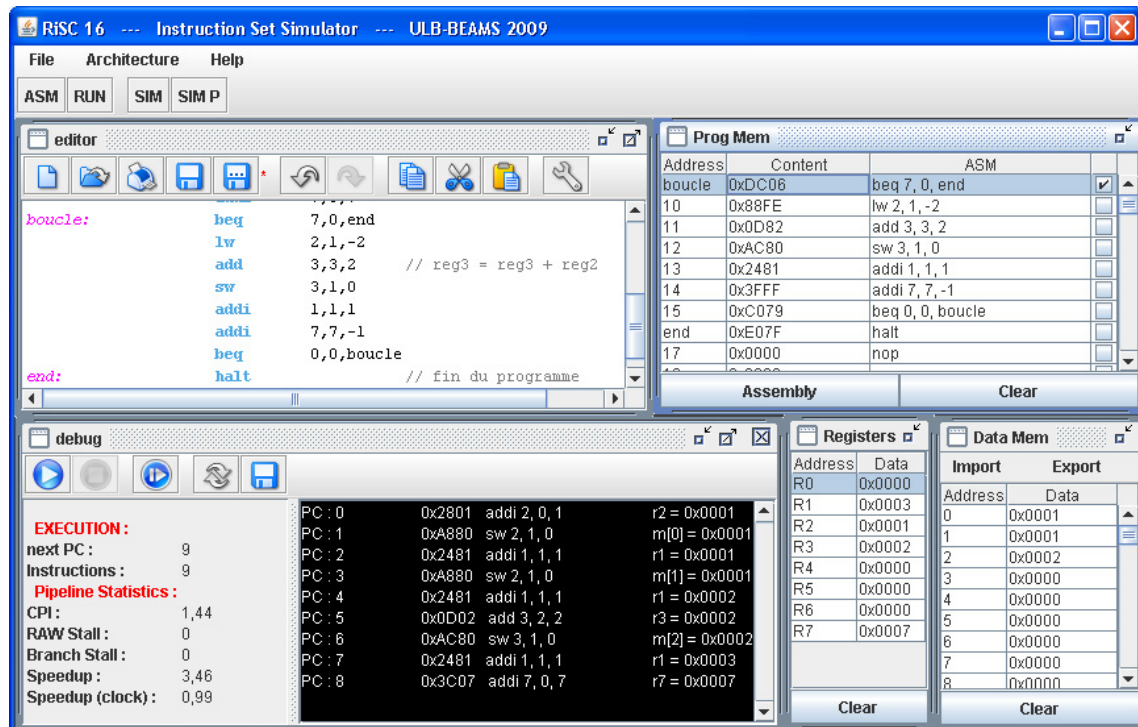 RiSC 16 --- Instruction Set Simulator --- ULB-BEAMS 2009
File Architecture Help
ASM RUN SIM SIM P
editor
boucle: beq 7,0,end
lw 2,1,-2
add 3,3,2 // reg3 = reg3 + reg2
sw 3,1,0
addi 1,1,1
addi 7,7,-1
beq 0,0,boucle
end: halt // fin du programme
Prog Mem
Address Content ASM
boucle 0xDC06 beq 7, 0, end
10 0x88FE lw 2, 1, -2
11 0x0D82 add 3, 3, 2
12 0xAC80 sw 3, 1, 0
13 0x2481 addi 1, 1, 1
14 0x3FFF addi 7, 7, -1
15 0xC079 beq 0, 0, boucle
end 0xE07F halt
17 0x0000 nop
Assembly Clear
debug
EXECUTION :
next PC : 9
Instructions : 9
Pipeline Statistics :
CPI : 1,44
RAW Stall : 0
Branch Stall : 0
Speedup : 3,46
Speedup (clock) : 0,99
PC : 0 0x2801 addi 2, 0, 1 r2 = 0x0001
PC : 1 0xA880 sw 2, 1, 0 m[0] = 0x0001
PC : 2 0x2481 addi 1, 1, 1 r1 = 0x0001
PC : 3 0xA880 sw 2, 1, 0 m[1] = 0x0001
PC : 4 0x2481 addi 1, 1, 1 r1 = 0x0002
PC : 5 0x0D02 add 3, 2, 2 r3 = 0x0002
PC : 6 0xAC80 sw 3, 1, 0 m[2] = 0x0002
PC : 7 0x2481 addi 1, 1, 1 r1 = 0x0003
PC : 8 0x3C07 addi 7, 0, 7 r7 = 0x0007
Registers
Address Data
R0 0x0000
R1 0x0003
R2 0x0001
R3 0x0002
R4 0x0000
R5 0x0000
R6 0x0000
R7 0x0007
Clear
Data Mem
Import Export
Address Data
0 0x0001
1 0x0001
2 0x0002
3 0x0000
4 0x0000
5 0x0000
6 0x0000
7 0x0000
8 0x0000
Clear